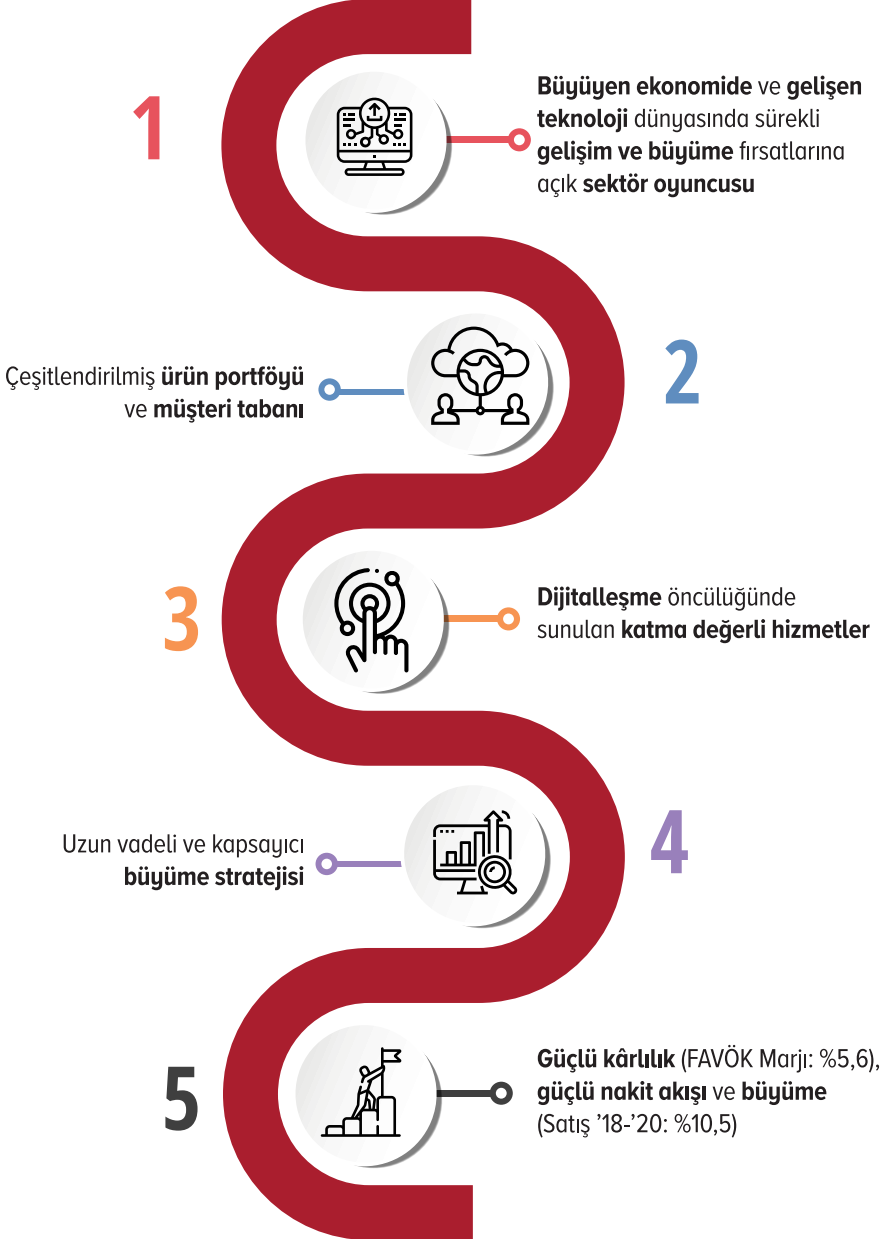 1
Büyüyen ekonomide ve gelişen
teknoloji dünyasında sürekli
gelişim ve büyüme fırsatlarına
açık sektör oyuncusu
2
Çeşitlendirilmiş ürün portföyü
ve müşteri tabanı
3
Dijitalleşme öncülüğünde
sunulan katma değerli hizmetler
4
Uzun vadeli ve kapsayıcı
büyüme stratejisi
5
Güçlü kârlılık (FAVÖK Marjı: %5,6),
güçlü nakit akışı ve büyüme
(Satış ’18-’20: %10,5)